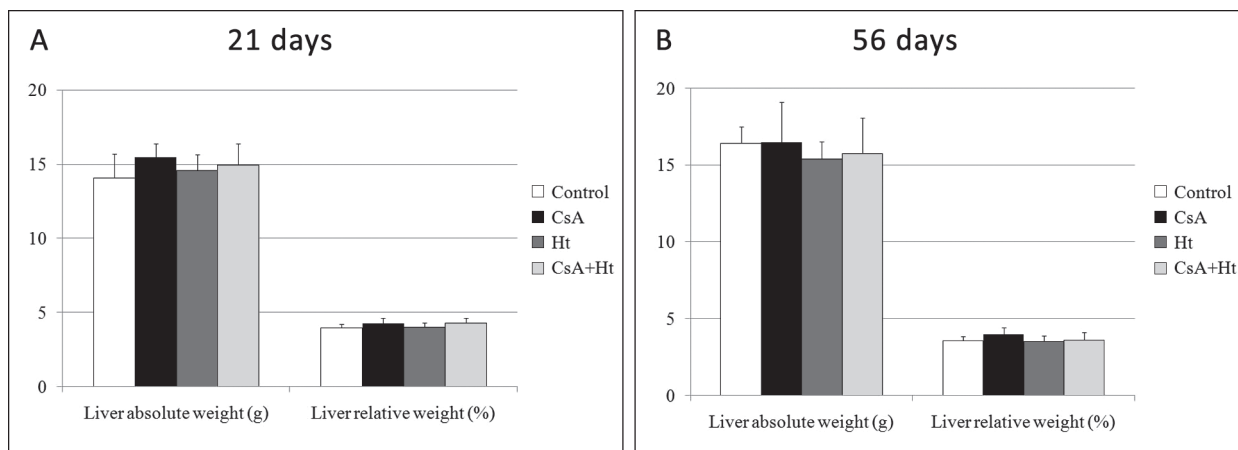 A
21 days
20
15
10
5
0
Liver absolute weight (g)
Liver relative weight (%)
Control
CsA
Ht
CsA+Ht
B
56 days
20
15
10
5
0
Liver absolute weight (g)
Liver relative weight (%)
Control
CsA
Ht
CsA+Ht